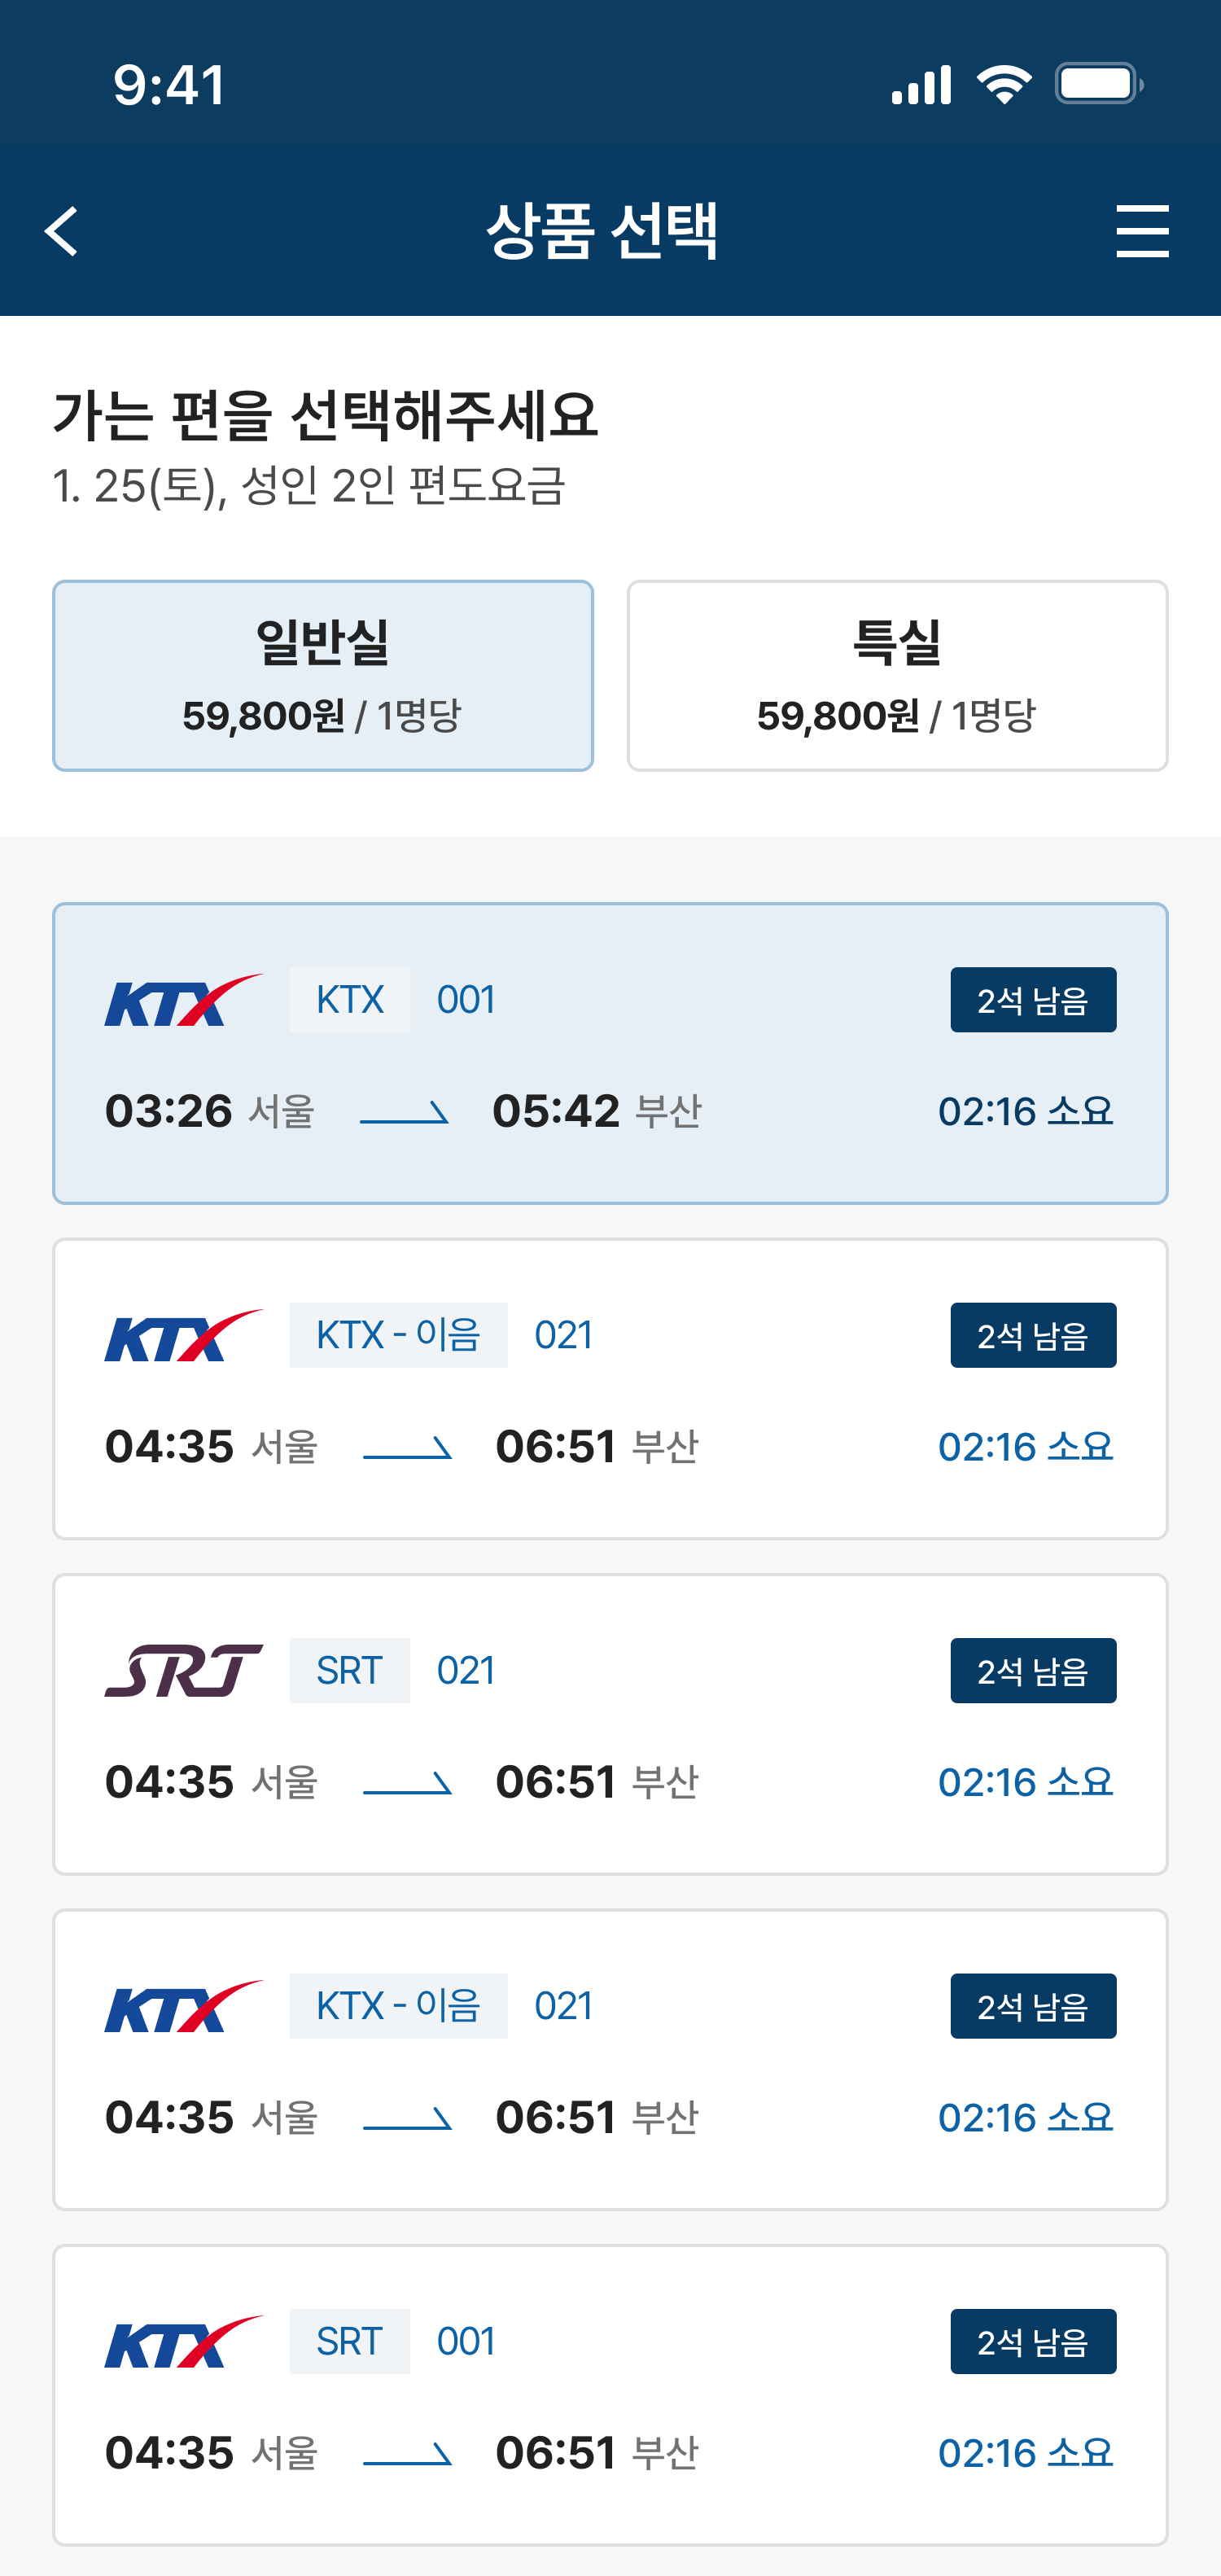 9:41
상품 선택
가는 편을 선택해주세요
1. 25(토), 성인 2인 편도요금
일반실
59,800원 / 1명당
특실
59,800원 / 1명당
KTX KTX 001 2석 남음
03:26 서울 05:42 부산 02:16 소요
KTX KTX - 이음 021 2석 남음
04:35 서울 06:51 부산 02:16 소요
SRT SRT 021 2석 남음
04:35 서울 06:51 부산 02:16 소요
KTX KTX - 이음 021 2석 남음
04:35 서울 06:51 부산 02:16 소요
KTX SRT 001 2석 남음
04:35 서울 06:51 부산 02:16 소요